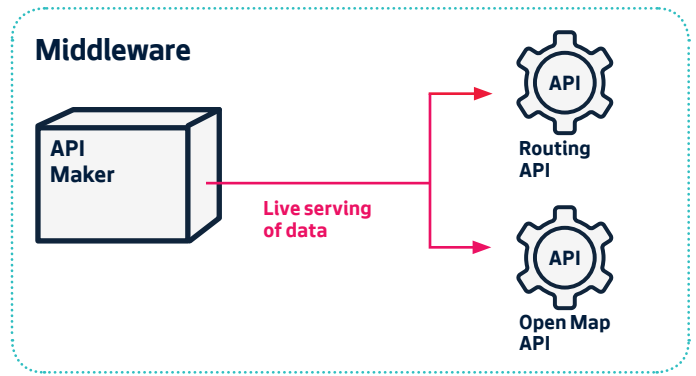 Middleware
API
Maker
Live serving
of data
API
Routing
API
API
Open Map
API